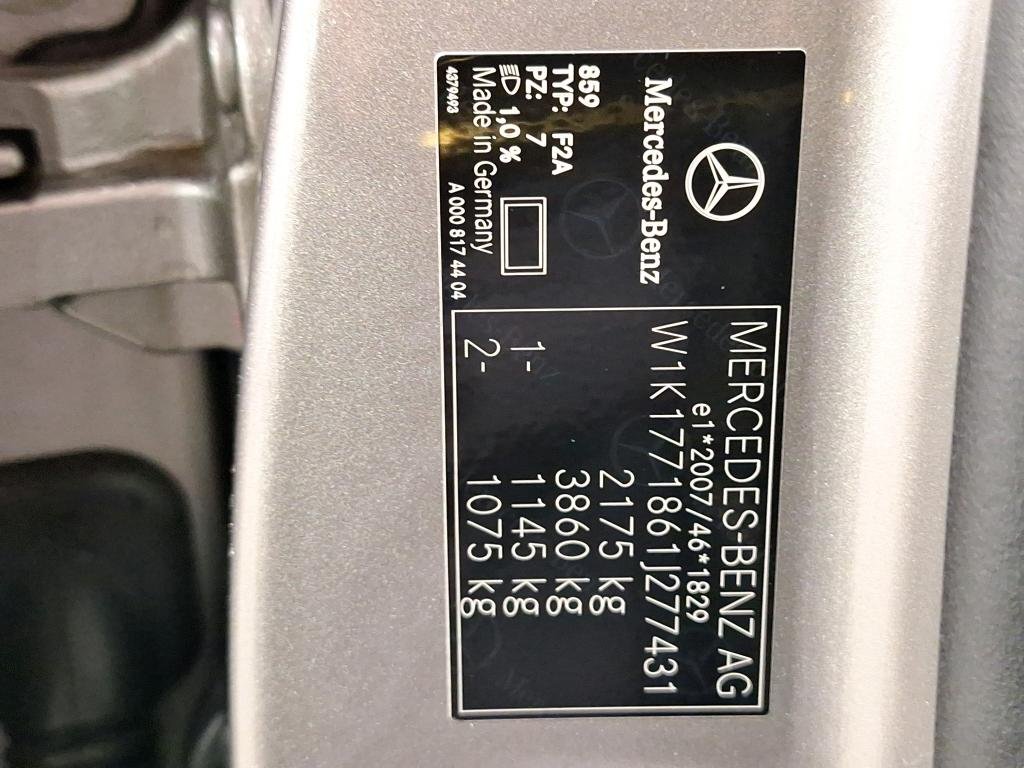 Mercedes-Benz
859
TYP: F2A
PZ: 7
1,0 %
Made in Germany
4379493
A 000 817 44 04
MERCEDES-BENZ AG
e1*2007/46*1829
W1K1771861J277431
2175 kg
3860 kg
1- 1145 kg
2- 1075 kg